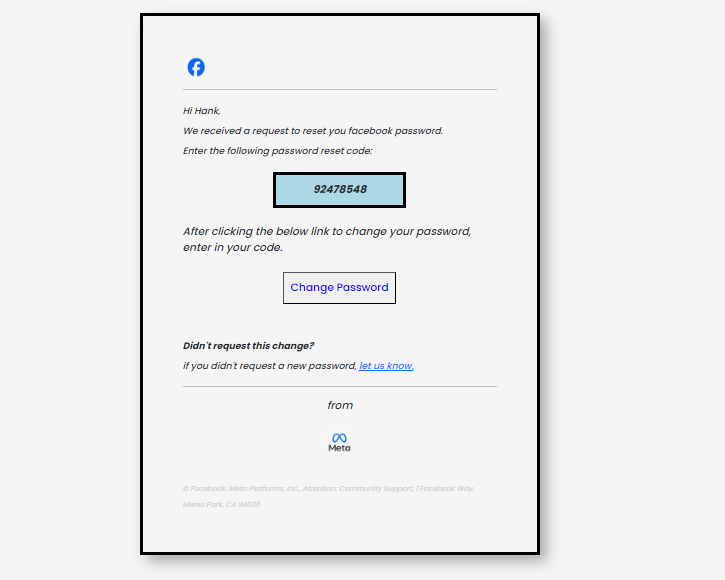 Hi Hank,
We received a request to reset you facebook password.
Enter the following password reset code:
92478548
After clicking the below link to change your password,
enter in your code.
Change Password
Didn't request this change?
if you didn't request a new password, let us know.
from
Meta
© Facebook. Meta Platforms, Inc., Attention: Community Support, 1 Facebook Way,
Menlo Park, CA 94025